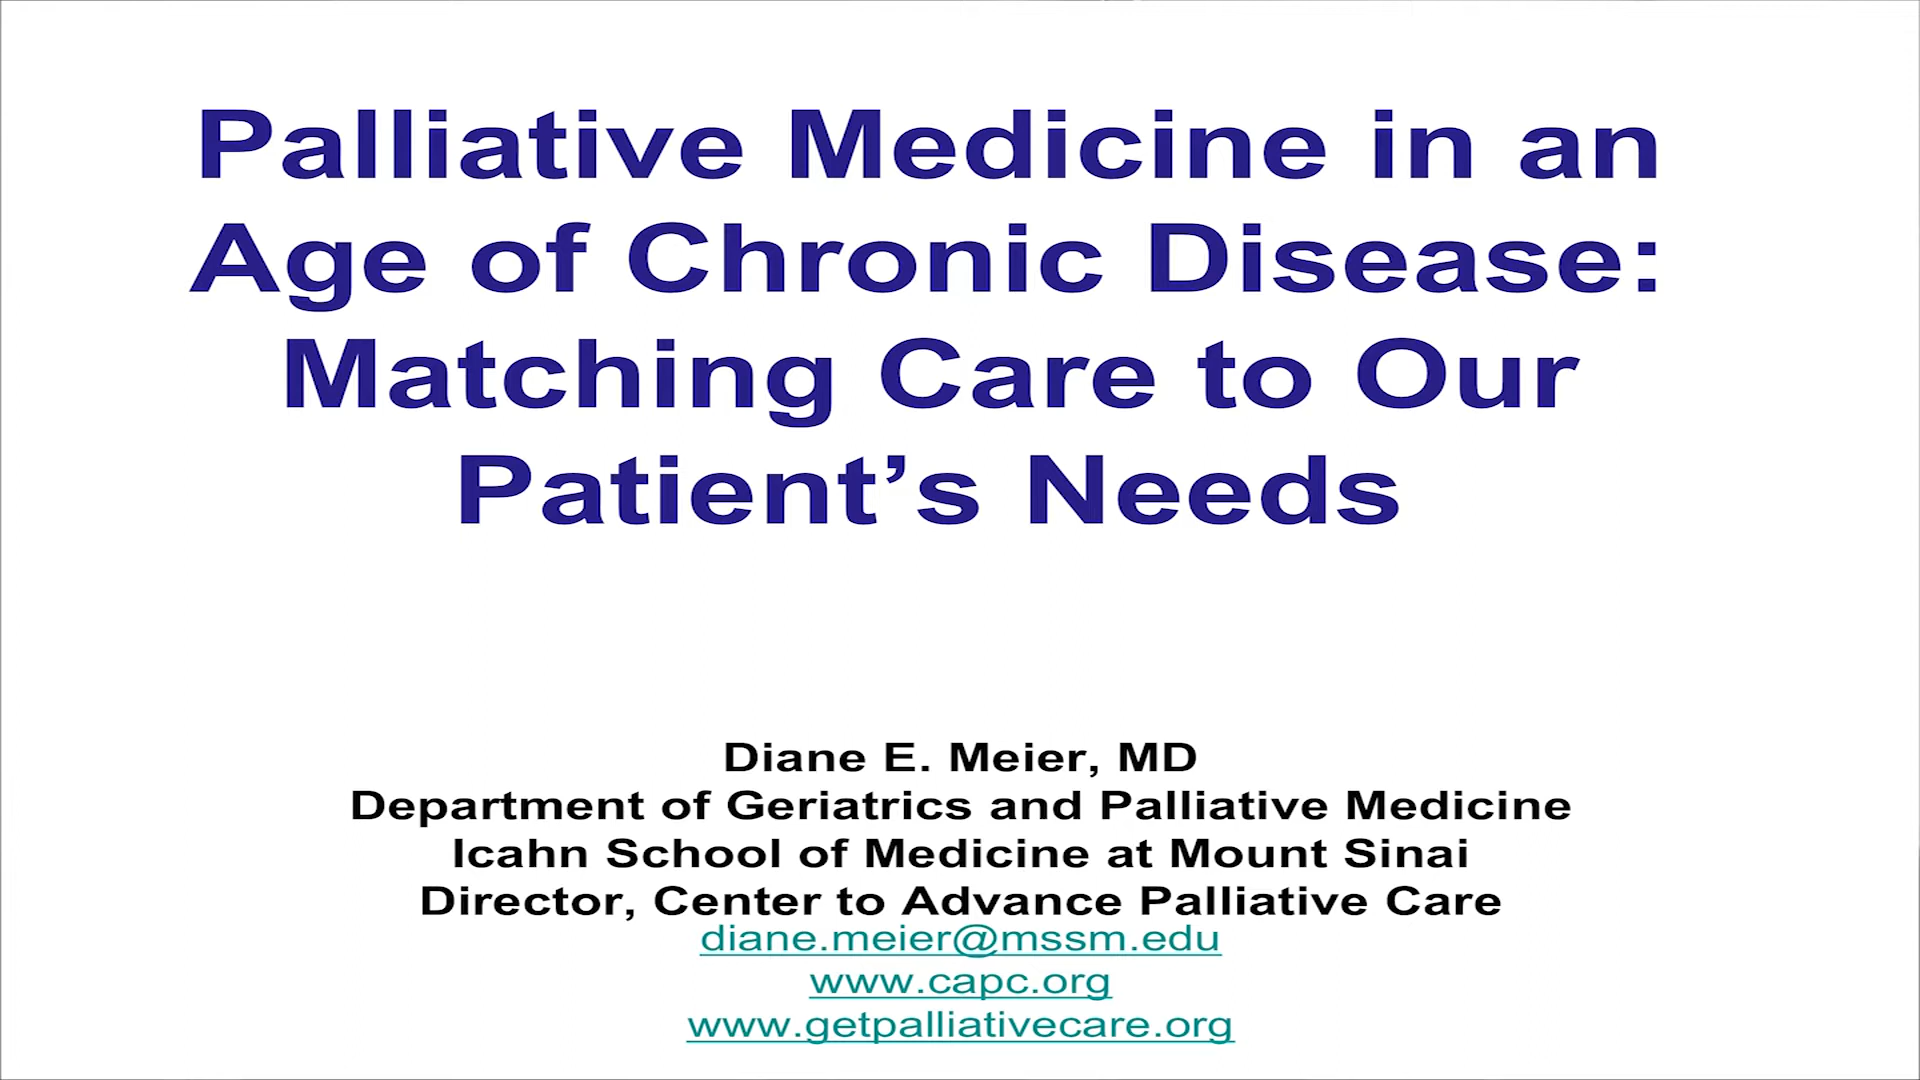 Palliative Medicine in an
Age of Chronic Disease:
Matching Care to Our
Patient’s Needs
Diane E. Meier, MD
Department of Geriatrics and Palliative Medicine
Icahn School of Medicine at Mount Sinai
Director, Center to Advance Palliative Care
diane.meier@mssm.edu
www.capc.org
www.getpalliativecare.org